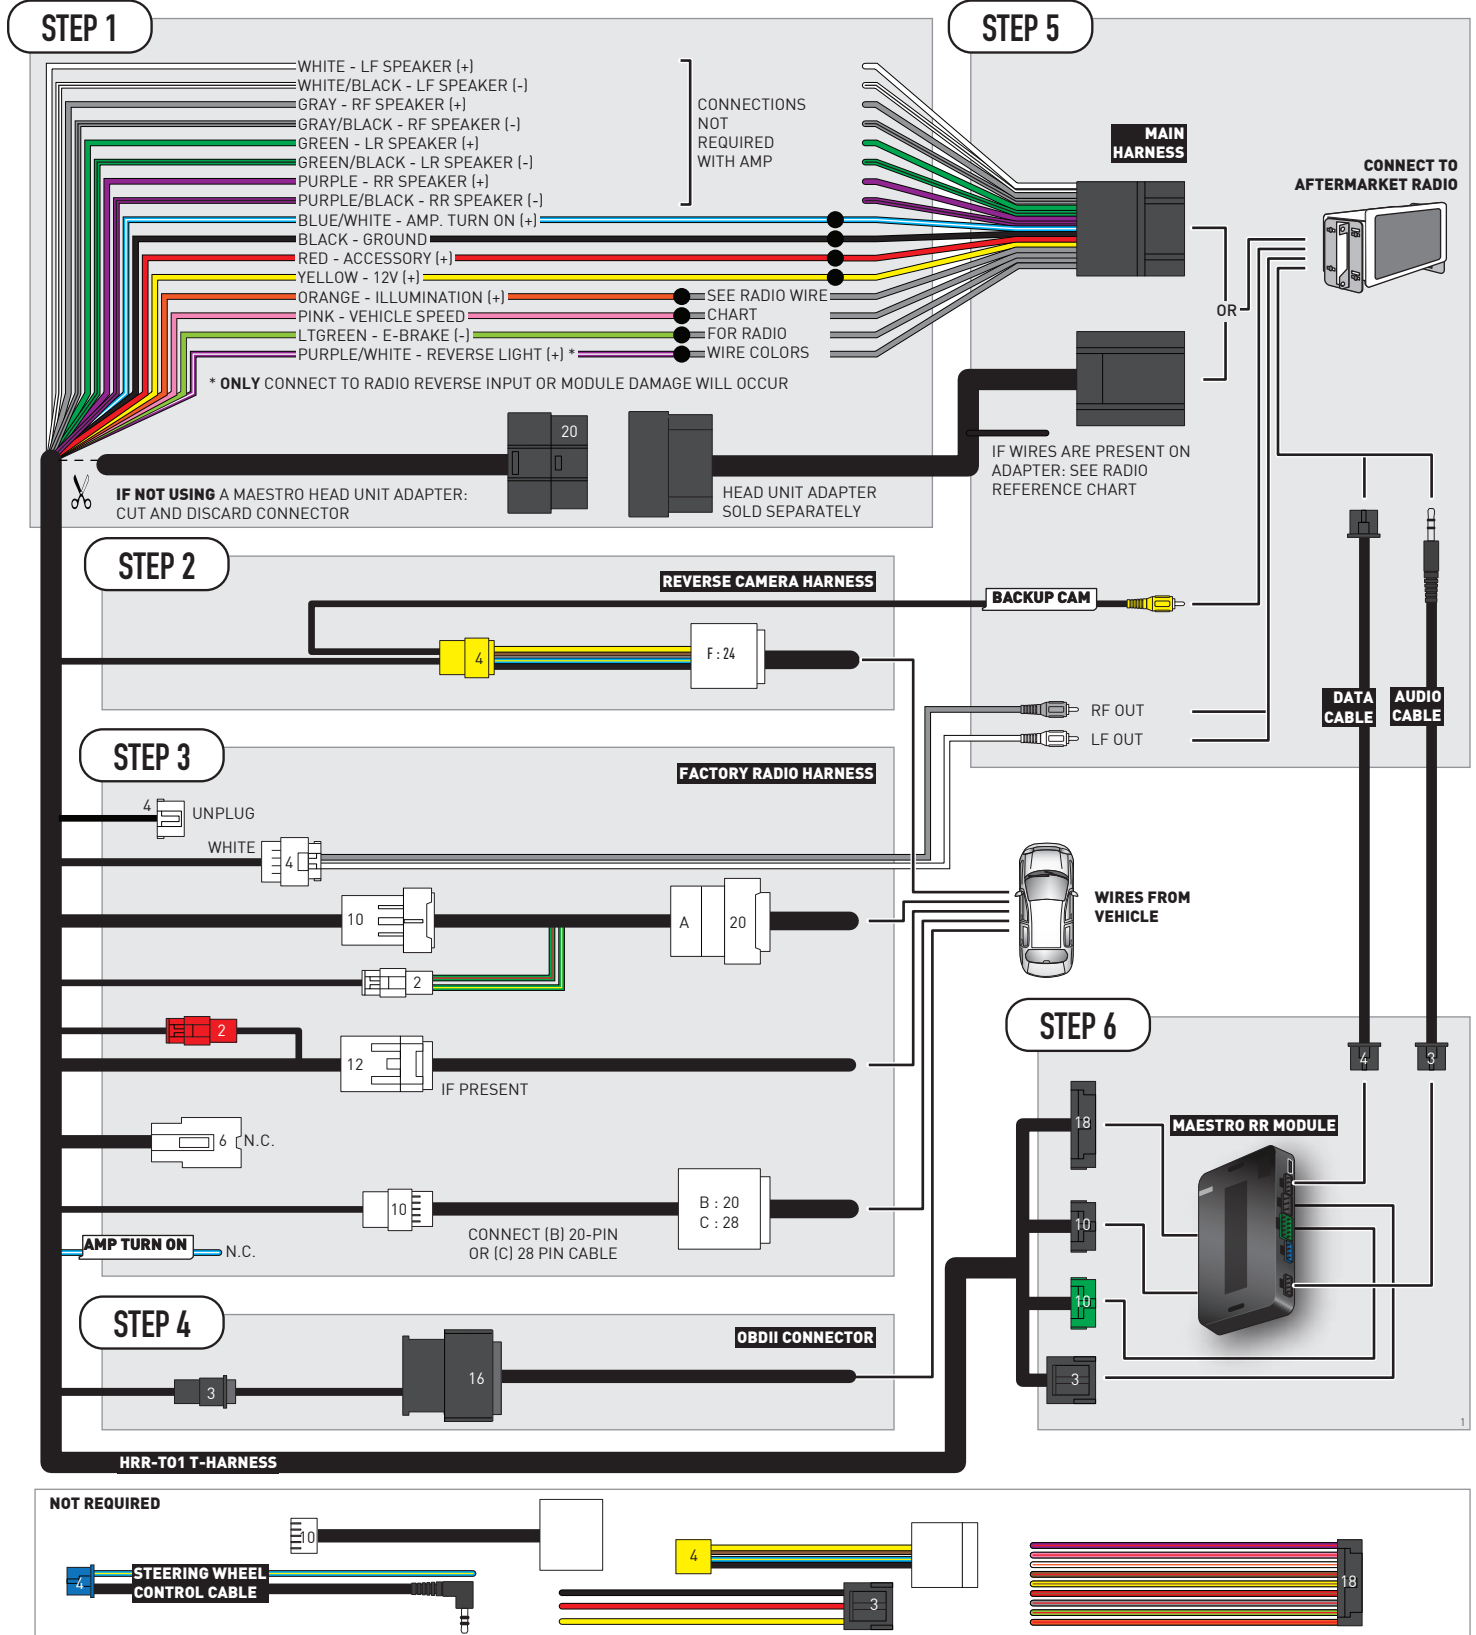 STEP 1
WHITE - LF SPEAKER (+)
WHITE/BLACK - LF SPEAKER (-)
GRAY - RF SPEAKER (+)
GRAY/BLACK - RF SPEAKER (-)
GREEN - LR SPEAKER (+)
GREEN/BLACK - LR SPEAKER (-)
PURPLE - RR SPEAKER (+)
PURPLE/BLACK - RR SPEAKER (-)
BLUE/WHITE - AMP. TURN ON (+)
BLACK - GROUND
RED - ACCESSORY (+)
YELLOW - 12V (+)
ORANGE - ILLUMINATION (+)
PINK - VEHICLE SPEED
LTGREEN - E-BRAKE (-)
PURPLE/WHITE - REVERSE LIGHT (+) *
CONNECTIONS
NOT
REQUIRED
WITH AMP
SEE RADIO WIRE
CHART
FOR RADIO
WIRE COLORS
* ONLY CONNECT TO RADIO REVERSE INPUT OR MODULE DAMAGE WILL OCCUR
20
IF NOT USING A MAESTRO HEAD UNIT ADAPTER:
CUT AND DISCARD CONNECTOR
HEAD UNIT ADAPTER
SOLD SEPARATELY
STEP 5
MAIN
HARNESS
CONNECT TO
AFTERMARKET RADIO
OR
IF WIRES ARE PRESENT ON
ADAPTER: SEE RADIO
REFERENCE CHART
BACKUP CAM
RF OUT
LF OUT
DATA
CABLE
AUDIO
CABLE
STEP 2
REVERSE CAMERA HARNESS
4
F : 24
STEP 3
FACTORY RADIO HARNESS
4
UNPLUG
WHITE
4
10
A
20
2
2
12
IF PRESENT
6
N.C.
10
B : 20
C : 28
CONNECT (B) 20-PIN
OR (C) 28 PIN CABLE
AMP TURN ON
N.C.
WIRES FROM
VEHICLE
STEP 4
OBDII CONNECTOR
3
16
HRR-TO1 T-HARNESS
STEP 6
4
3
18
MAESTRO RR MODULE
10
10
3
1
NOT REQUIRED
10
4
STEERING WHEEL
CONTROL CABLE
4
3
18